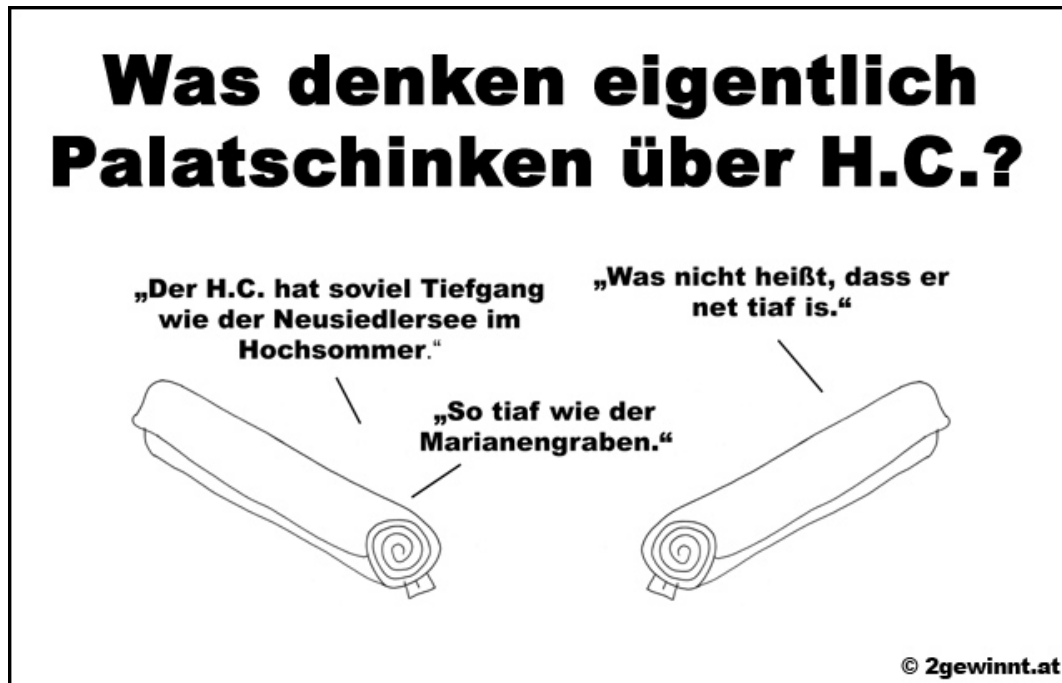 Was denken eigentlich
Palatschinken über H.C.?
„Der H.C. hat soviel Tiefgang
wie der Neusiedlersee im
Hochsommer.“
„Was nicht heißt, dass er
net tiaf is.“
„So tiaf wie der
Marianengraben.“
© 2gewinnt.at